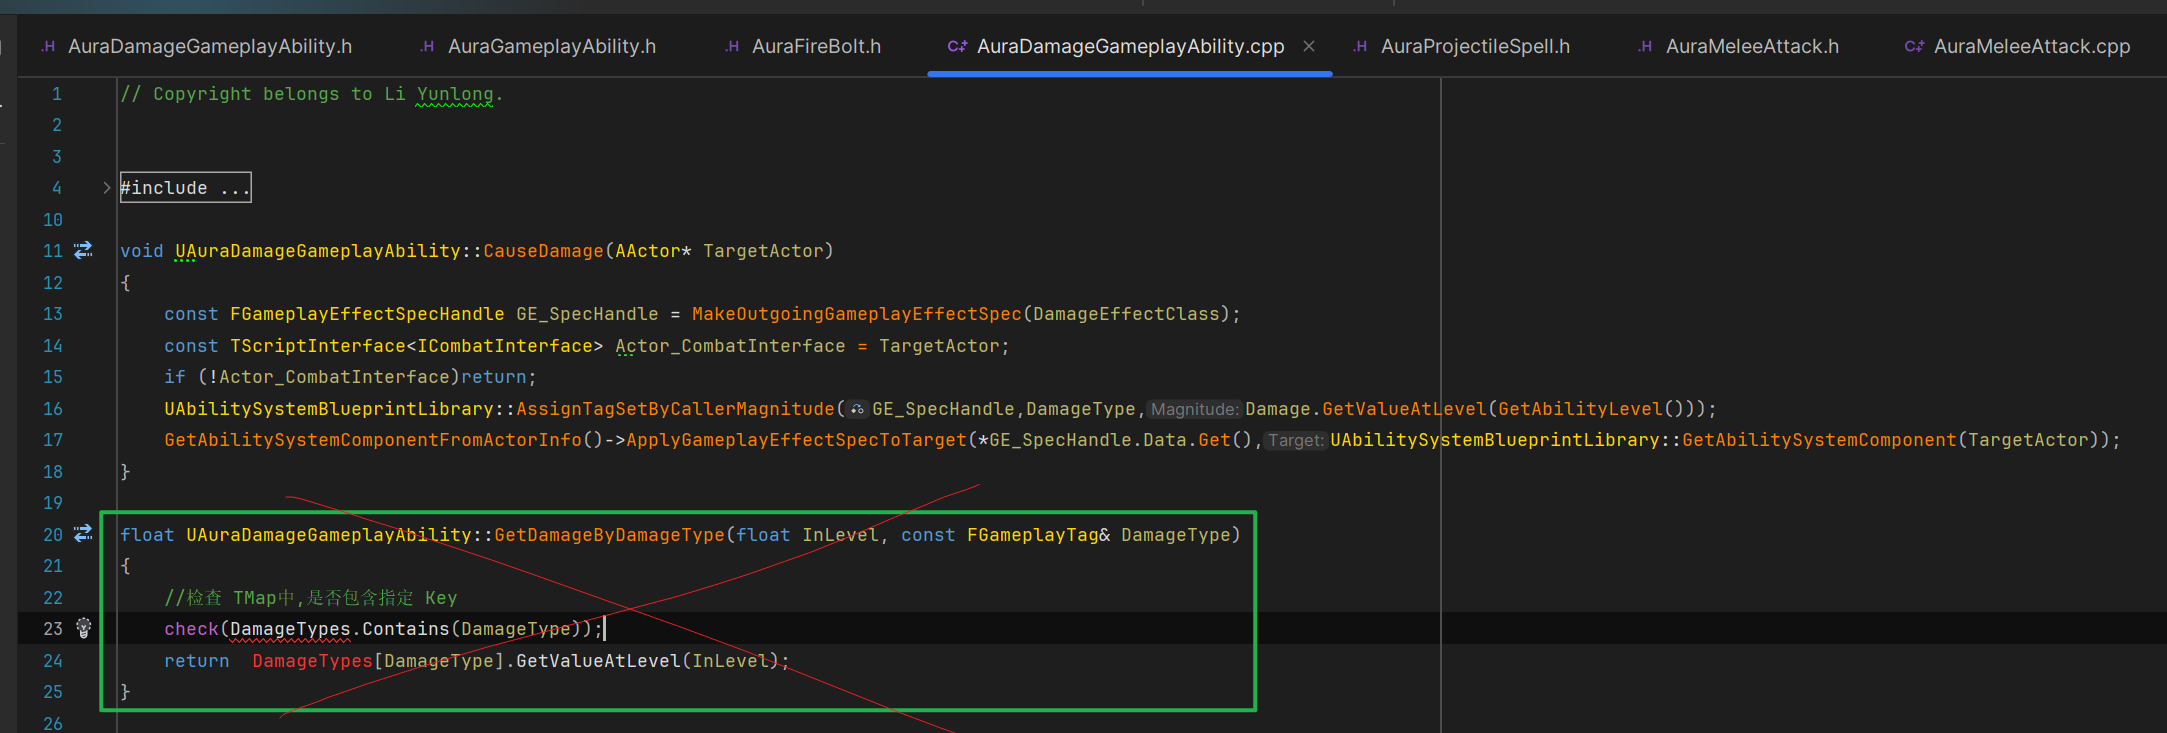 .H AuraDamageGameplayAbility.h .H AuraGameplayAbility.h .H AuraFireBolt.h C++ AuraDamageGameplayAbility.cpp × .H AuraProjectileSpell.h .H AuraMeleeAttack.h C++ AuraMeleeAttack.cpp
1 // Copyright belongs to Li Yunlong.
2
3
4 #include ...
10
11 void UAuraDamageGameplayAbility::CauseDamage(AActor* TargetActor)
12 {
13 const FGameplayEffectSpecHandle GE_SpecHandle = MakeOutgoingGameplayEffectSpec(DamageEffectClass);
14 const TScriptInterface<ICombatInterface> Actor_CombatInterface = TargetActor;
15 if (!Actor_CombatInterface)return;
16 UAbilitySystemBlueprintLibrary::AssignTagSetByCallerMagnitude(GE_SpecHandle,DamageType,Magnitude:Damage.GetValueAtLevel(GetAbilityLevel()));
17 GetAbilitySystemComponentFromActorInfo()->ApplyGameplayEffectSpecToTarget(*GE_SpecHandle.Data.Get(),Target:UAbilitySystemBlueprintLibrary::GetAbilitySystemComponent(TargetActor));
18 }
19
20 float UAuraDamageGameplayAbility::GetDamageByDamageType(float InLevel, const FGameplayTag& DamageType)
21 {
22 //检查 TMap中,是否包含指定 Key
23 check(DamageTypes.Contains(DamageType));
24 return DamageTypes[DamageType].GetValueAtLevel(InLevel);
25 }
26